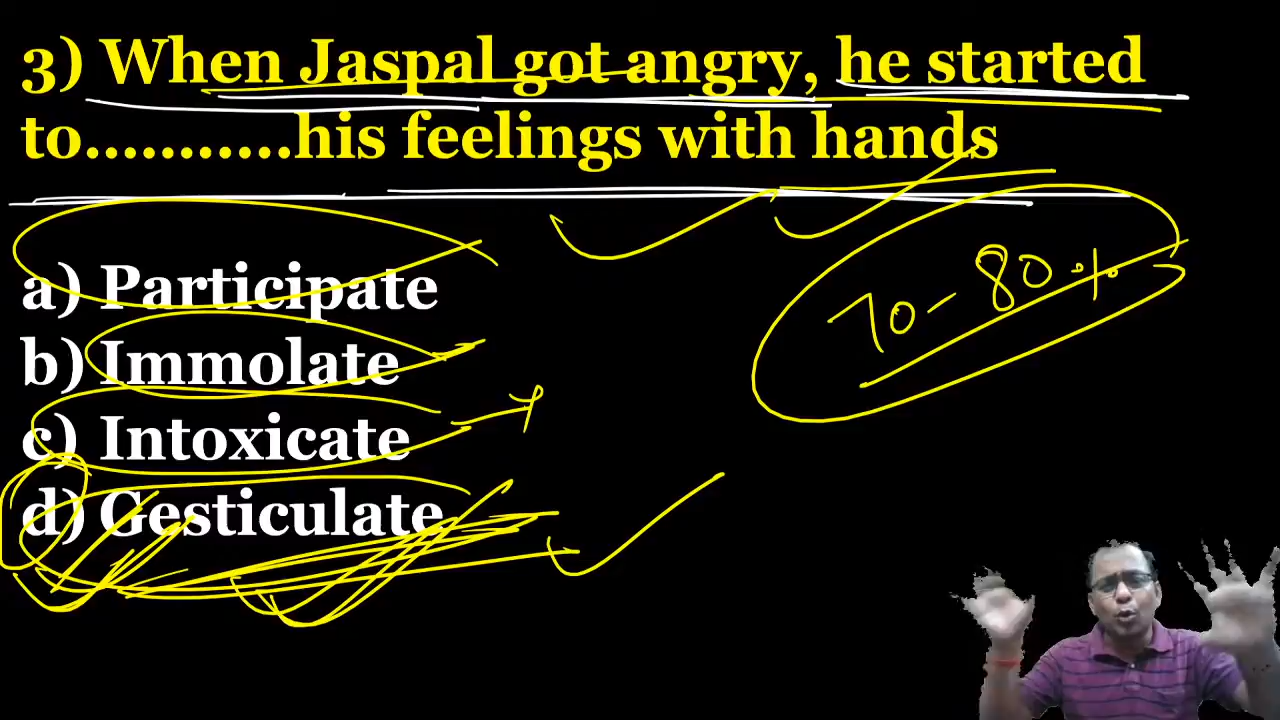 3) When Jaspal got angry, he started
to...........his feelings with hands
70-80%
a) Participate
b) Immolate
c) Intoxicate
d) Gesticulate